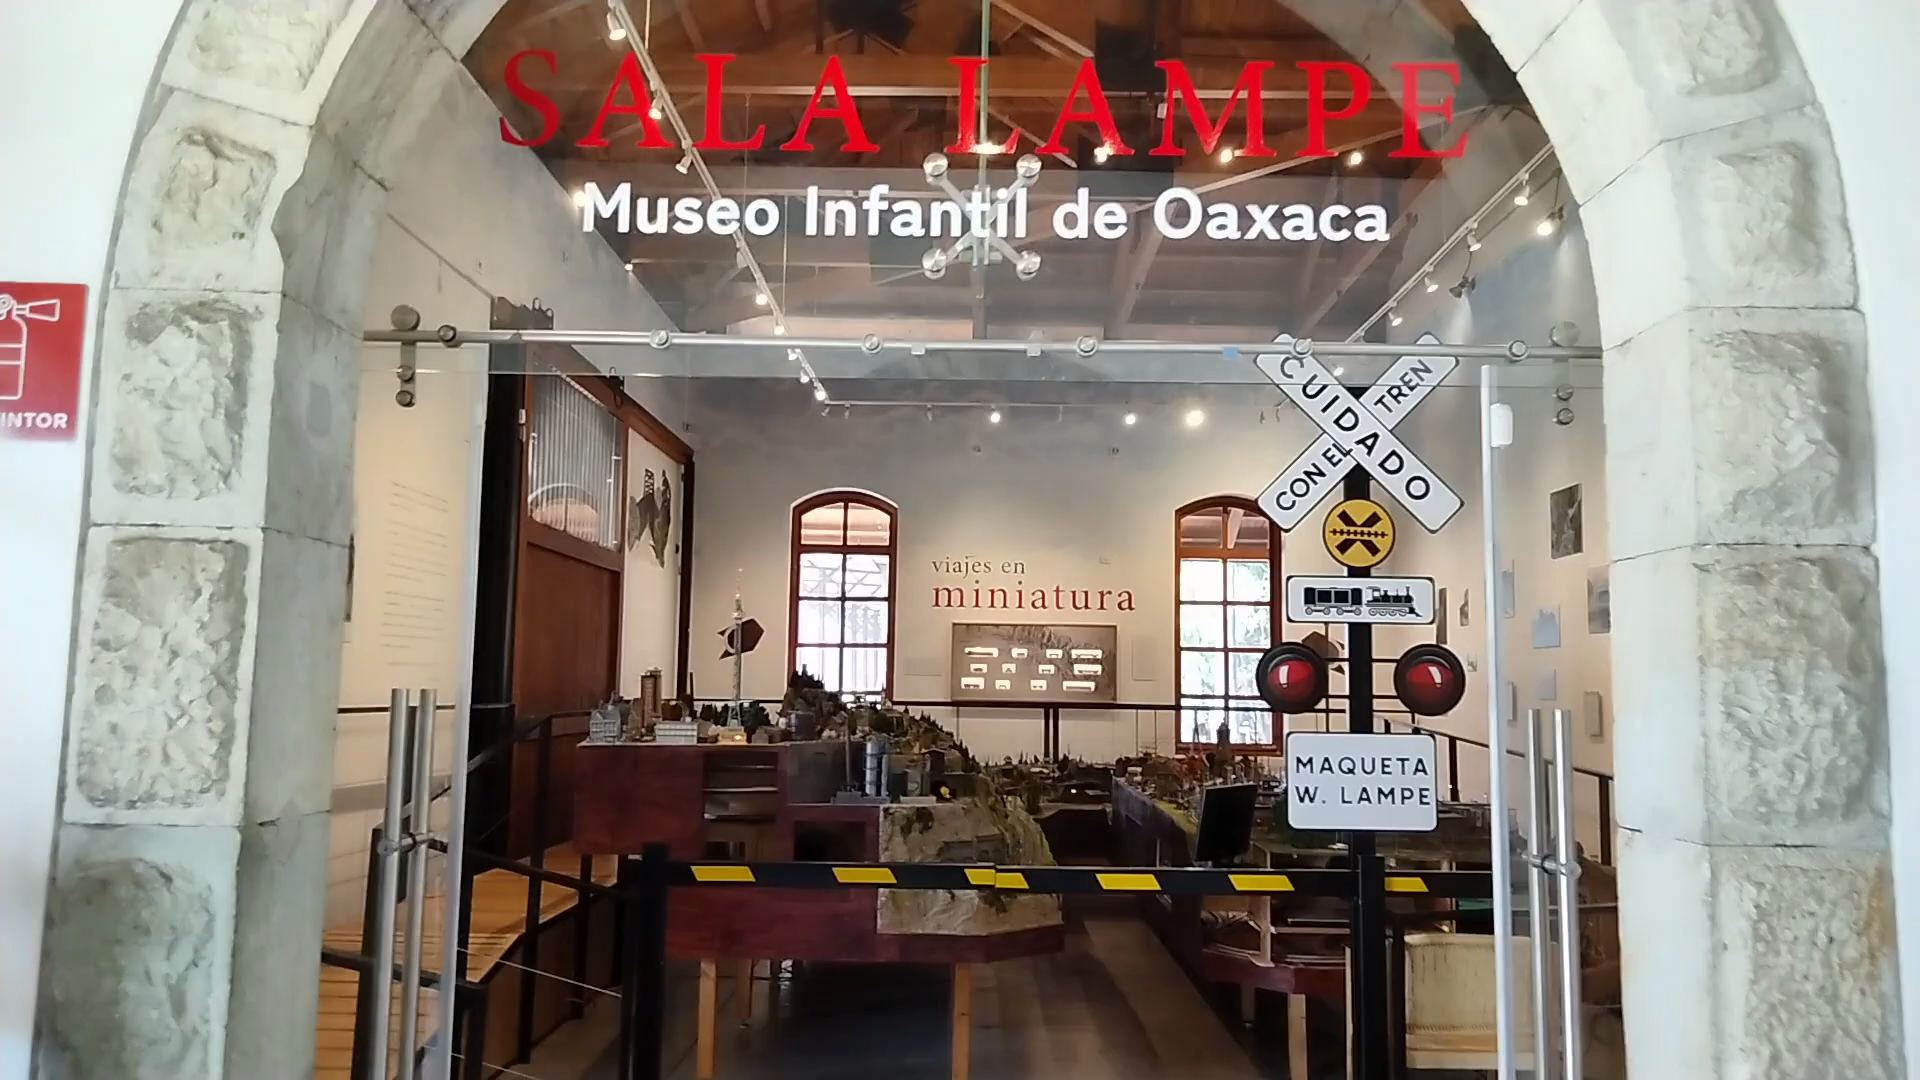 SALA LAMPE
Museo Infantil de Oaxaca
INTOR
CUIDADO
CON EL TREN
viajes en
miniatura
MAQUETA
W. LAMPE